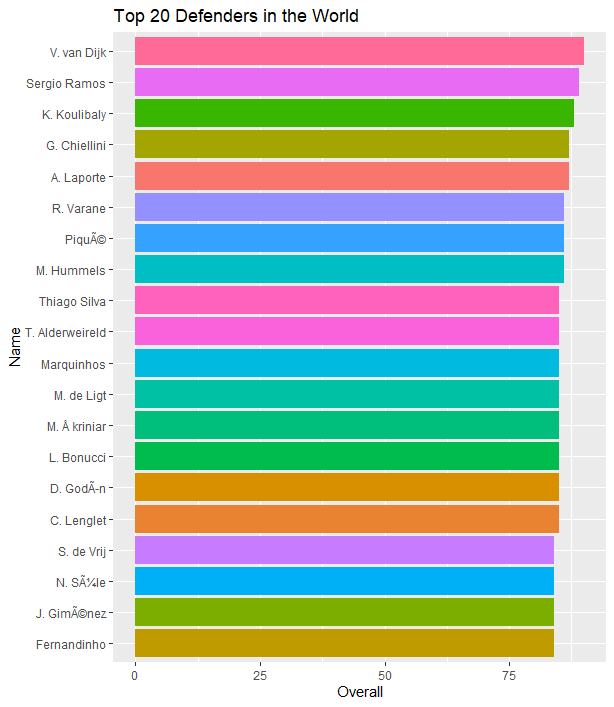 Top 20 Defenders in the World
V. van Dijk
Sergio Ramos
K. Koulibaly
G. Chiellini
A. Laporte
R. Varane
PiquÃ©
M. Hummels
Thiago Silva
T. Alderweireld
Marquinhos
M. de Ligt
M. Å kriniar
L. Bonucci
D. GodÃ-n
C. Lenglet
S. de Vrij
N. SÃ¼le
J. GimÃ©nez
Fernandinho
Name
0 25 50 75
Overall